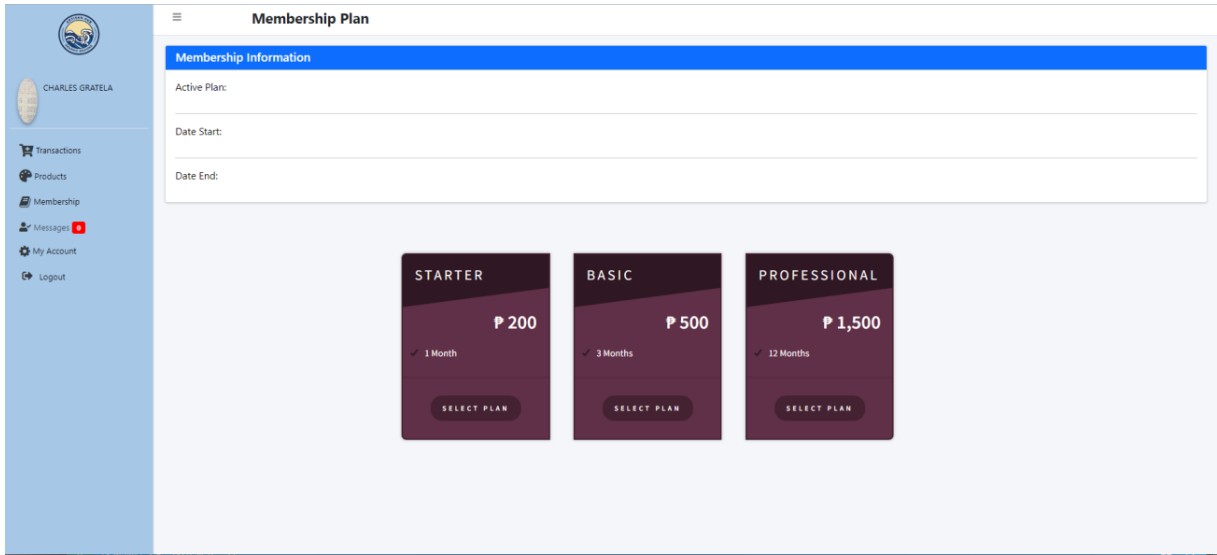 Membership Plan
CHARLES GRATELA
Transactions
Products
Membership
Messages 0
My Account
Logout
Membership Information
Active Plan:
Date Start:
Date End:
STARTER
₱ 200
1 Month
SELECT PLAN
BASIC
₱ 500
3 Months
SELECT PLAN
PROFESSIONAL
₱ 1,500
12 Months
SELECT PLAN